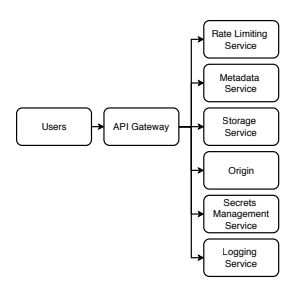 Rate Limiting
Service
Metadata
Service
Users
API Gateway
Storage
Service
Origin
Secrets
Management
Service
Logging
Service